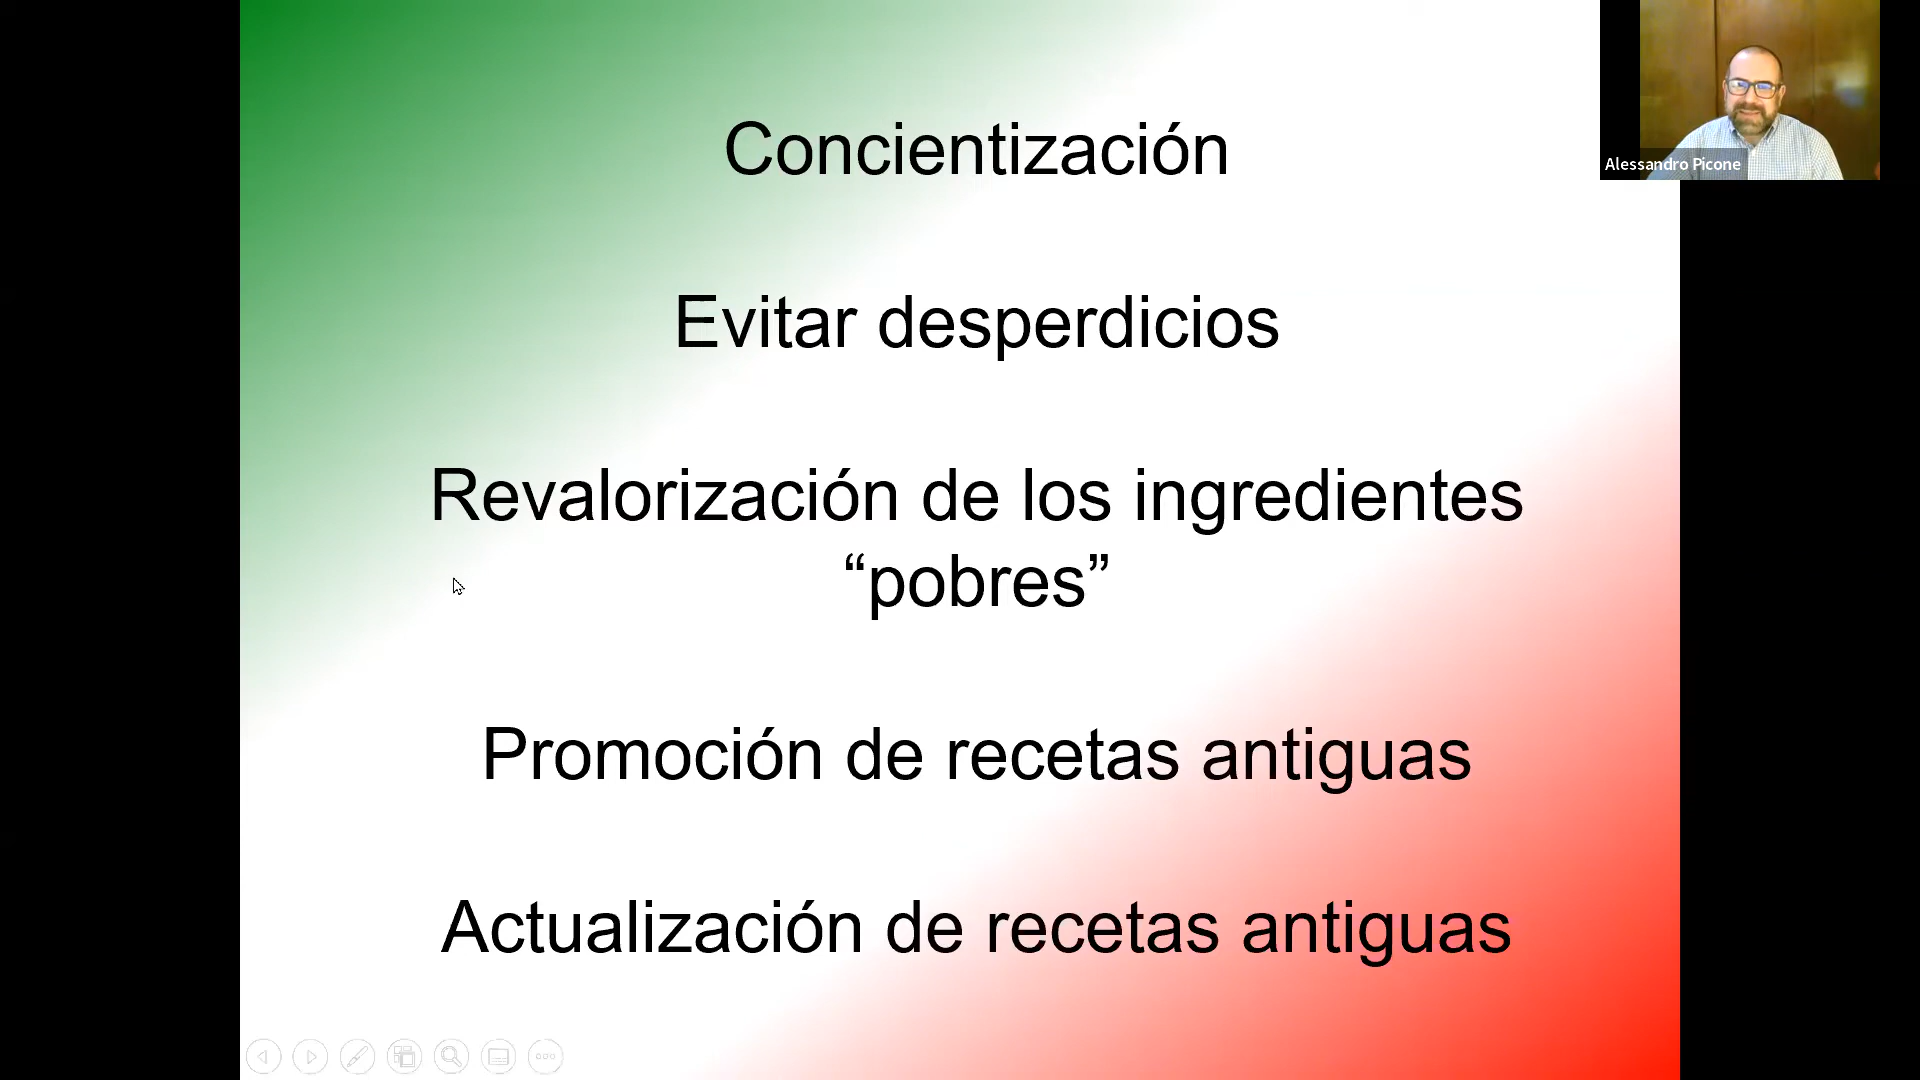 Concientización
Evitar desperdicios
Revalorización de los ingredientes
“pobres”
Promoción de recetas antiguas
Actualización de recetas antiguas
Alessandro Picone